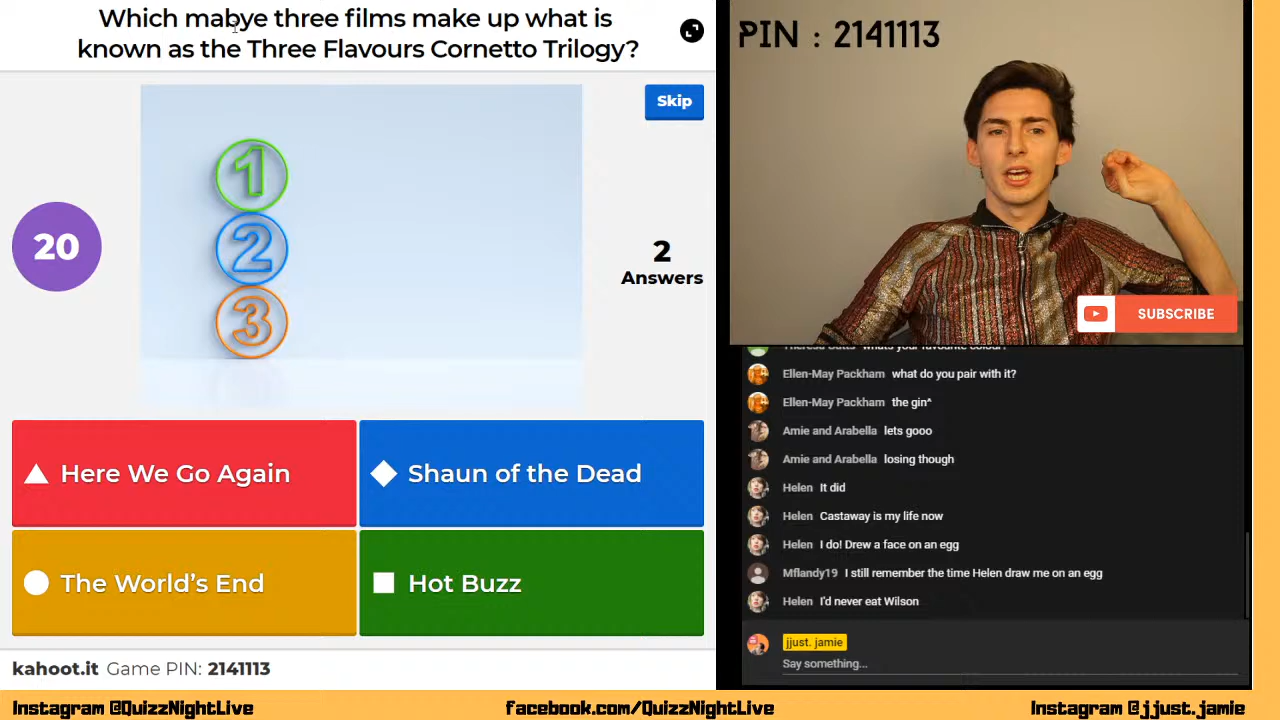 Which mabye three films make up what is
known as the Three Flavours Cornetto Trilogy?
Skip
1
2
3
20
2
Answers
Here We Go Again
Shaun of the Dead
The World's End
Hot Buzz
kahoot.it Game PIN: 2141113
PIN : 2141113
SUBSCRIBE
Ellen-May Packham what do you pair with it?
Ellen-May Packham the gin^
Amie and Arabella lets gooo
Amie and Arabella losing though
Helen It did
Helen Castaway is my life now
Helen I do! Drew a face on an egg
Mflandy19 I still remember the time Helen draw me on an egg
Helen I'd never eat Wilson
jjust. jamie
Say something...
Instagram @QuizzNightLive
facebook.com/QuizzNightLive
Instagram @jjust.jamie